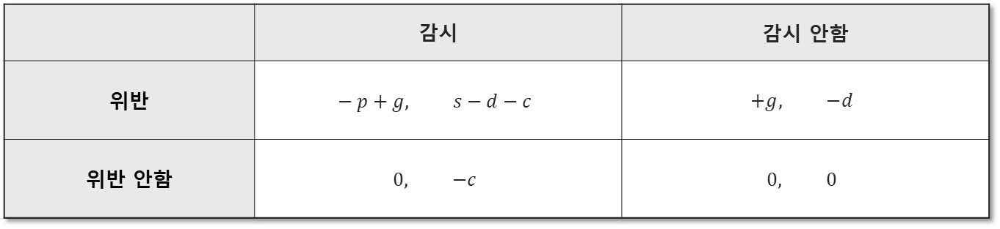 감시 감시 안함
위반 − p + g, s − d − c +g, −d
위반 안함 0, −c 0, 0